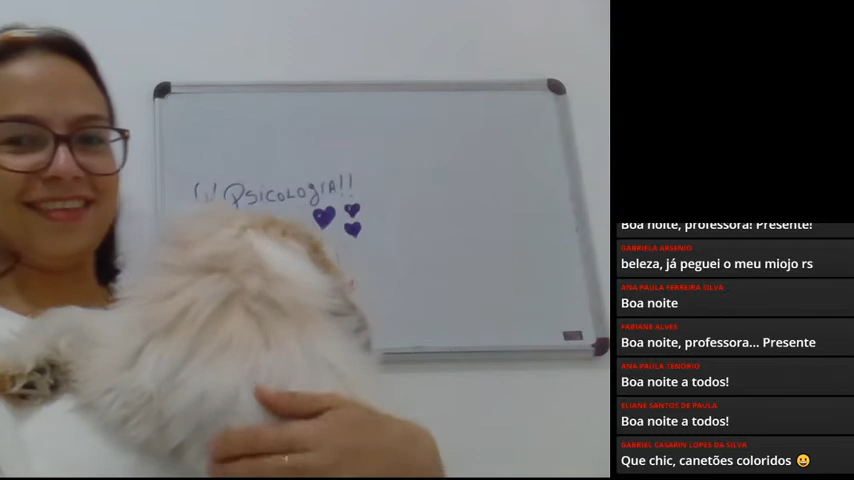 Psicologia!!
Boa noite, professora! Presente!
GABRIELA ARSENIO
beleza, já peguei o meu miojo rs
ANA PAULA FERREIRA SILVA
Boa noite
FABIANE ALVES
Boa noite, professora... Presente
ANA PAULA TENÓRIO
Boa noite a todos!
ELIANE SANTOS DE PAULA
Boa noite a todos!
GABRIEL CASARIN LOPES DA SILVA
Que chic, canetões coloridos 😀